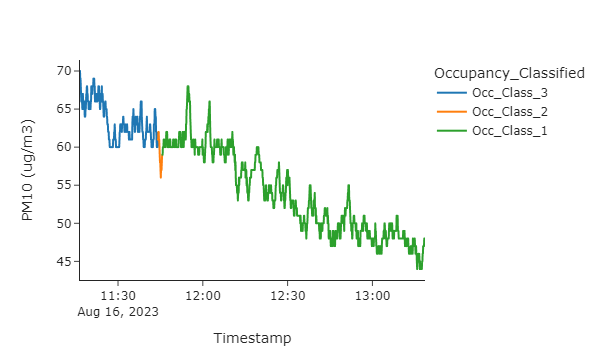 Occupancy_Classified
Occ_Class_3
Occ_Class_2
Occ_Class_1
PM10 (ug/m3)
70
65
60
55
50
45
11:30
12:00
12:30
13:00
Aug 16, 2023
Timestamp